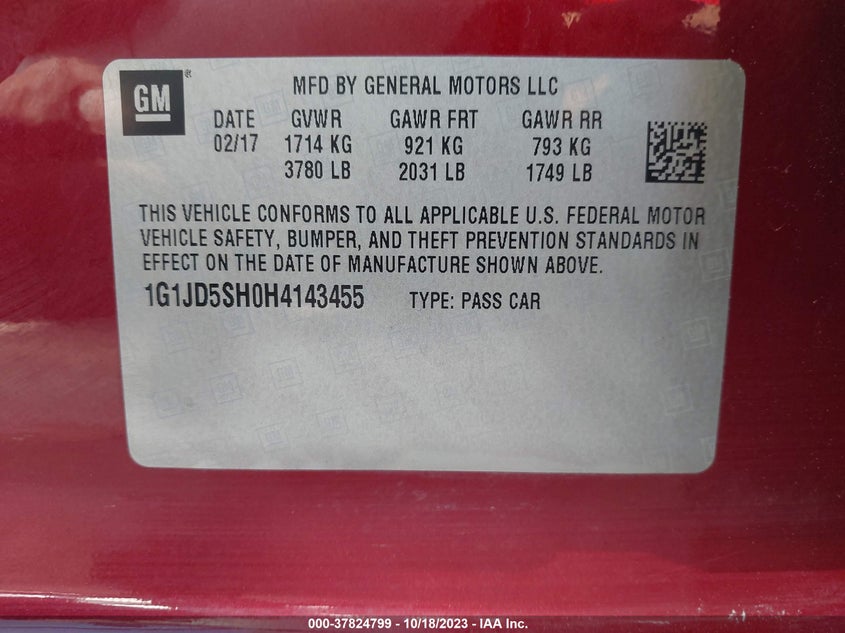 GM
MFD BY GENERAL MOTORS LLC
DATE GVWR GAWR FRT GAWR RR
02/17 1714 KG 921 KG 793 KG
3780 LB 2031 LB 1749 LB
THIS VEHICLE CONFORMS TO ALL APPLICABLE U.S. FEDERAL MOTOR
VEHICLE SAFETY, BUMPER, AND THEFT PREVENTION STANDARDS IN
EFFECT ON THE DATE OF MANUFACTURE SHOWN ABOVE.
1G1JD5SH0H4143455 TYPE: PASS CAR
000-37824799 - 10/18/2023 - IAA Inc.